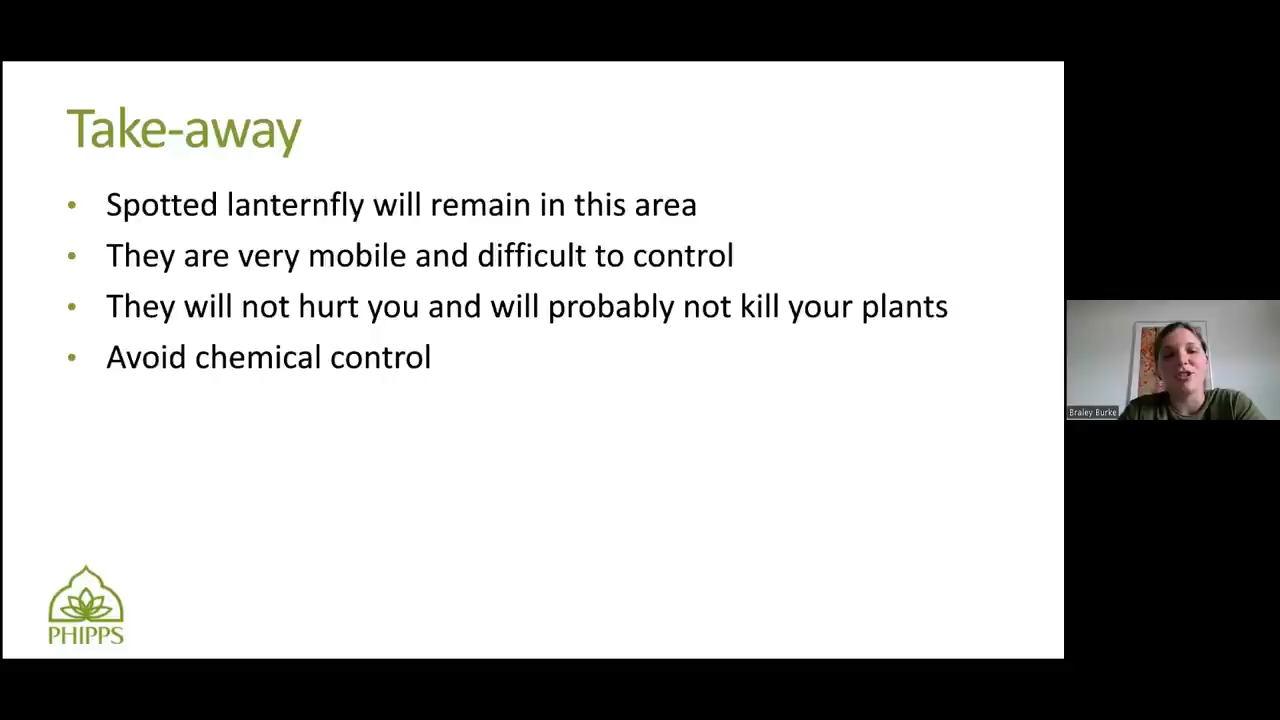 Take-away
• Spotted lanternfly will remain in this area
• They are very mobile and difficult to control
• They will not hurt you and will probably not kill your plants
• Avoid chemical control
Braley Burke
PHIPPS